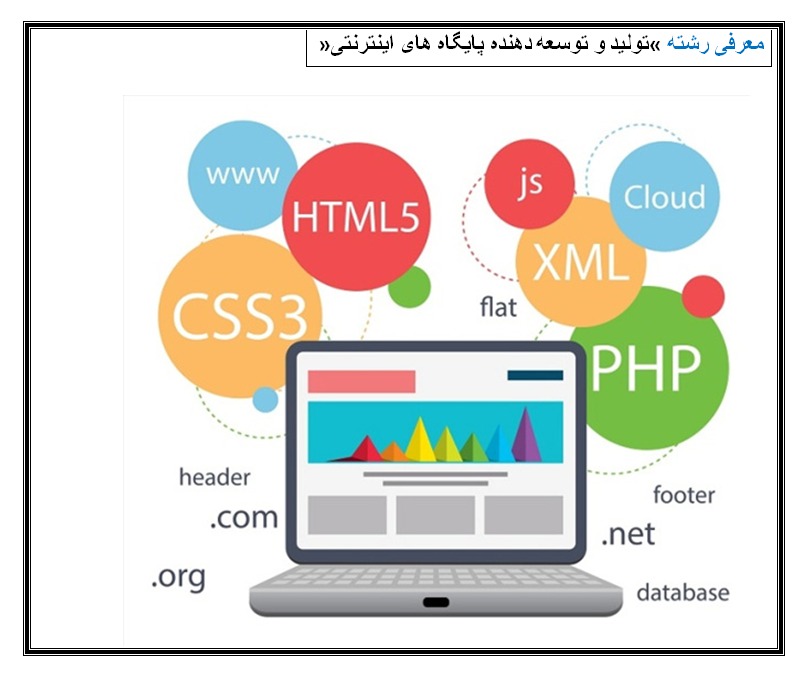 معرفی رشته »تولید و توسعه دهنده پایگاه های اینترنتی«
www
HTML5
js
Cloud
XML
CSS3
flat
PHP
header
footer
.com
.net
.org
database